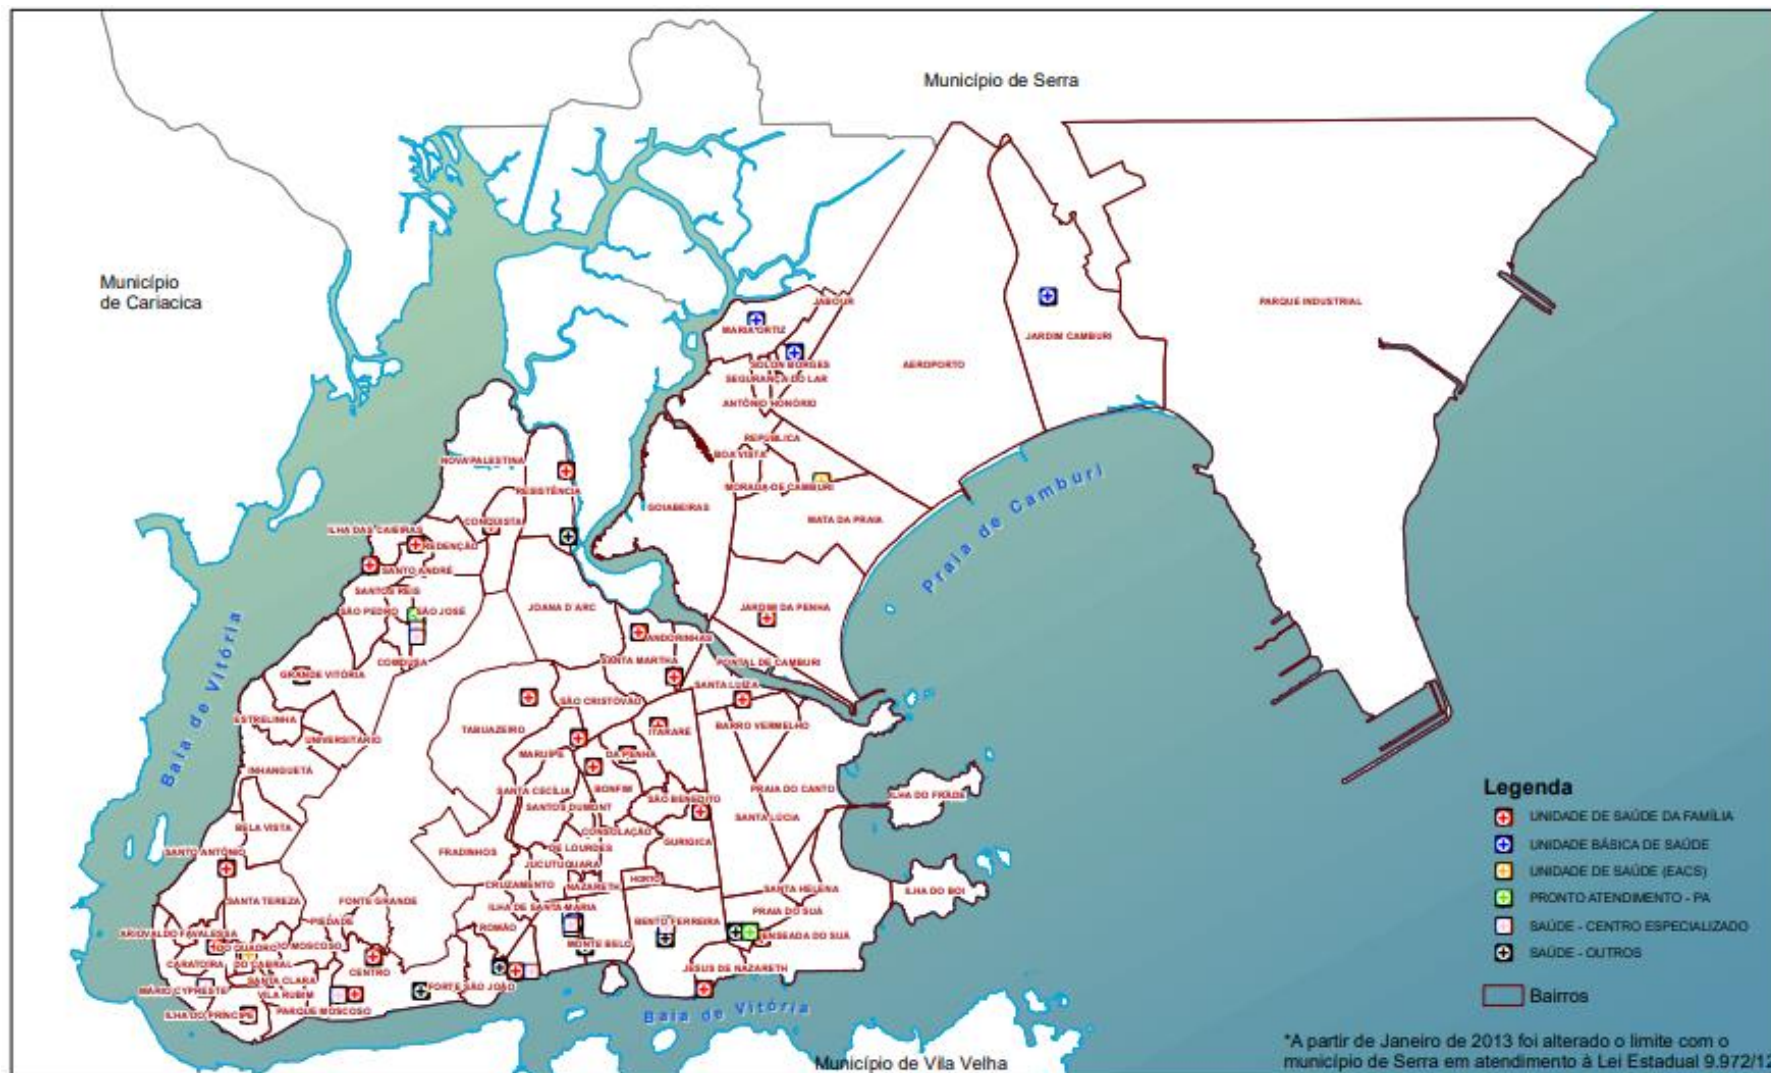 Município de Serra
Município
de Cariacica
PARQUE INDUSTRIAL
JABOUR
MARIA ORTIZ
JARDIM CAMBURI
SOLON BORGES
AEROPORTO
SEGURANÇA DO LAR
ANTÔNIO HONÓRIO
REPÚBLICA
BOA VISTA
NOVA PALESTINA
MORADA DE CAMBURI
RESISTÊNCIA
GOIABEIRAS
MATA DA PRAIA
CONQUISTA
ILHA DAS CAIEIRAS
REDENÇÃO
SANTO ANDRÉ
SANTOS REIS
SÃO PEDRO
SÃO JOSÉ
JOANA D´ARC
JARDIM DA PENHA
Praia de Camburi
ANDORINHAS
COMDUSA
SANTA MARTHA
PONTAL DE CAMBURI
GRANDE VITÓRIA
SANTA LUÍZA
SÃO CRISTÓVÃO
ESTRELINHA
TABUAZEIRO
BARRO VERMELHO
ITARARÉ
UNIVERSITÁRIO
Baía de Vitória
MARUÍPE
DA PENHA
INHANGUETÁ
SANTA CECÍLIA
BONFIM
PRAIA DO CANTO
ILHA DO FRADE
SÃO BENEDITO
SANTOS DUMONT
SANTA LÚCIA
BELA VISTA
CONSOLAÇÃO
GURIGICA
SANTO ANTÔNIO
FRADINHOS
DE LOURDES
JUCUTUQUARA
HORTO
CRUZAMENTO
NAZARETH
SANTA HELENA
ILHA DO BOI
SANTA TEREZA
FONTE GRANDE
ILHA DE SANTA MARIA
PRAIA DO SUÁ
PIEDADE
ROMÃO
BENTO FERREIRA
ARIOVALDO FAVALESSA
ENSEADA DO SUÁ
DO QUADRO
DO MOSCOSO
MONTE BELO
CARATOÍRA
DO CABRAL
CENTRO
JESUS DE NAZARETH
SANTA CLARA
MÁRIO CYPRESTE
VILA RUBIM
FORTE SÃO JOÃO
ILHA DO PRÍNCIPE
PARQUE MOSCOSO
Baía de Vitória
Município de Vila Velha
Legenda
UNIDADE DE SAÚDE DA FAMÍLIA
UNIDADE BÁSICA DE SAÚDE
UNIDADE DE SAÚDE (EACS)
PRONTO ATENDIMENTO - PA
SAÚDE - CENTRO ESPECIALIZADO
SAÚDE - OUTROS
Bairros
*A partir de Janeiro de 2013 foi alterado o limite com o
município de Serra em atendimento à Lei Estadual 9.972/12